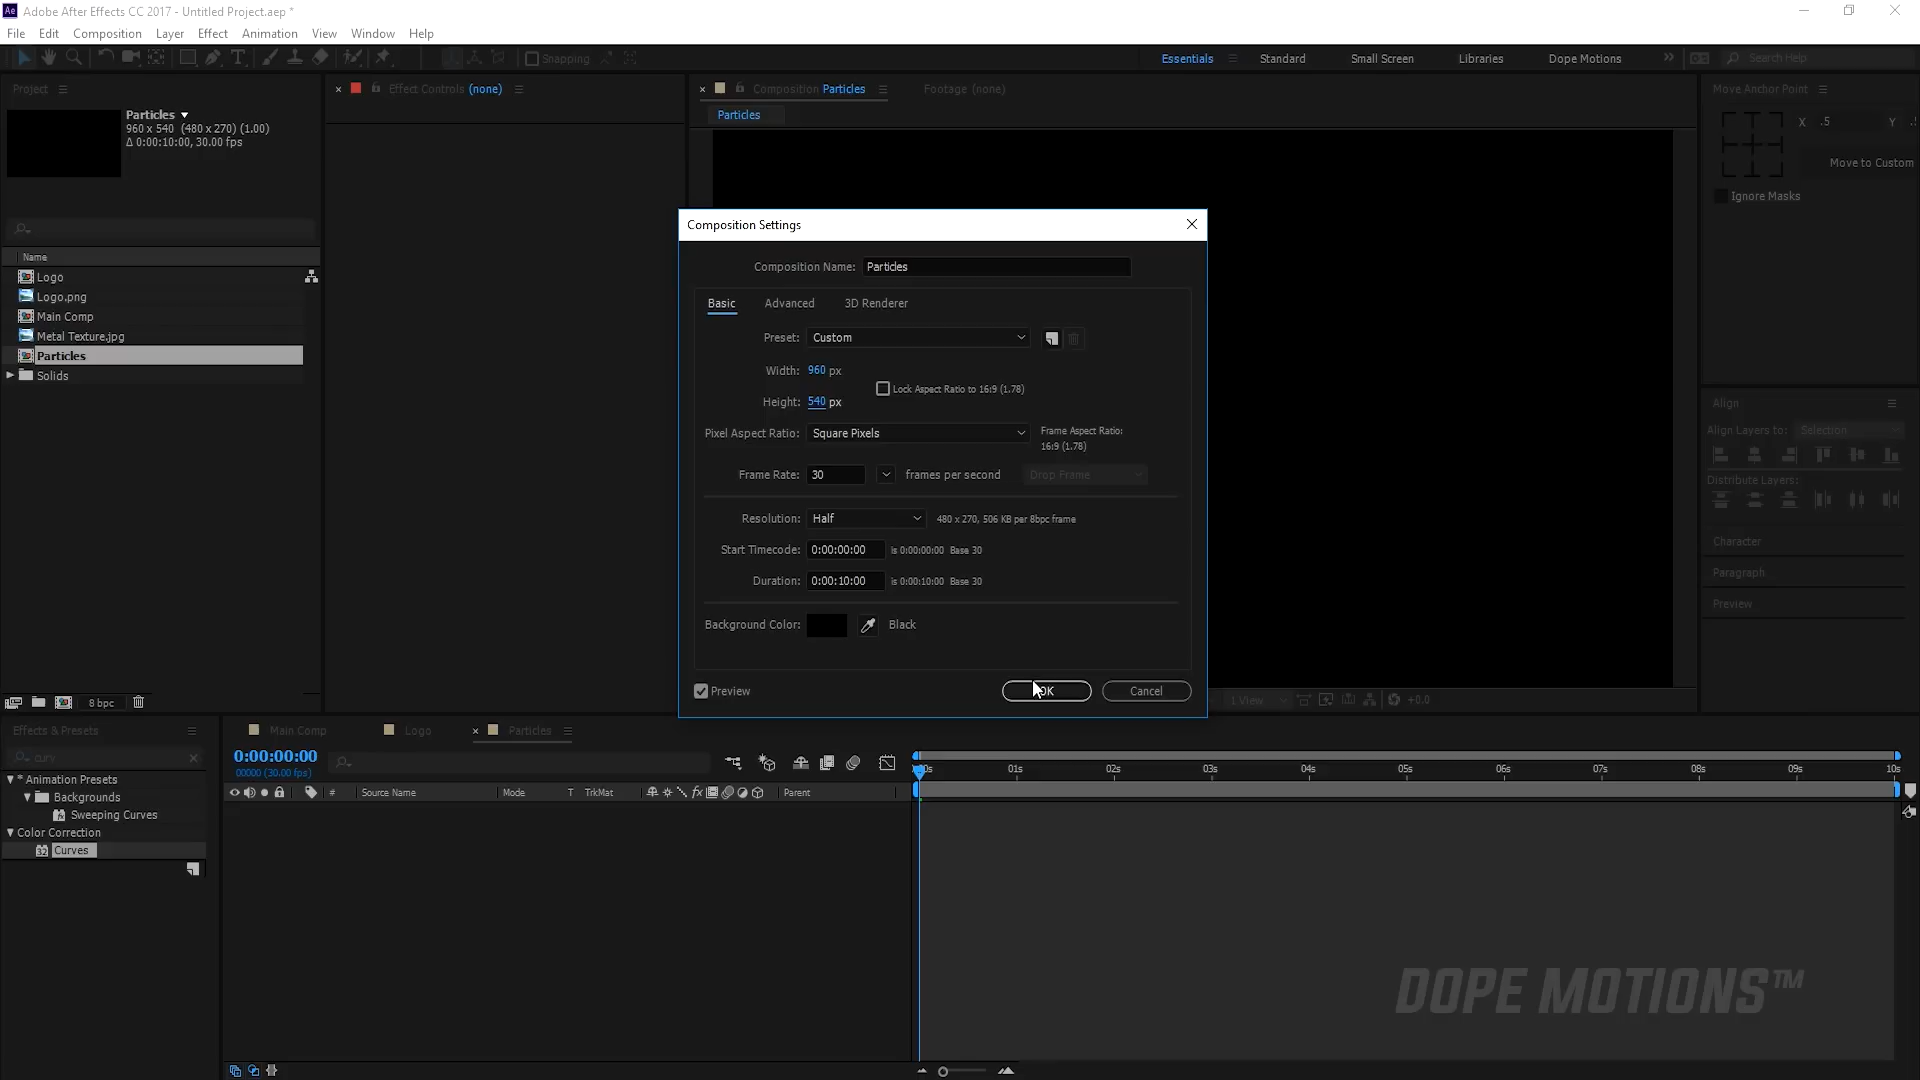 Adobe After Effects CC 2017 - Untitled Project.aep *
File Edit Composition Layer Effect Animation View Window Help
Snapping Essentials Standard Small Screen Libraries Dope Motions Search Help
Project Effect Controls (none) Composition Particles Footage (none) Move Anchor Point
Particles
960 x 540 (480 x 270) (1.00)
Δ 0:00:10:00, 30.00 fps
Particles
X .5 Y
Move to Custom
Ignore Masks
Name
Logo
Logo.png
Main Comp
Metal Texture.jpg
Particles
Solids
8 bpc
Composition Settings
Composition Name: Particles
Basic Advanced 3D Renderer
Preset: Custom
Width: 960 px
Lock Aspect Ratio to 16:9 (1.78)
Height: 540 px
Pixel Aspect Ratio: Square Pixels
Frame Aspect Ratio:
16:9 (1.78)
Frame Rate: 30 frames per second Drop Frame
Resolution: Half 480 x 270, 506 KB per 8bpc frame
Start Timecode: 0:00:00:00 is 0:00:00:00 Base 30
Duration: 0:00:10:00 is 0:00:10:00 Base 30
Background Color: Black
Preview Cancel
1 View +0.0
Align
Align Layers to: Selection
Distribute Layers:
Character
Paragraph
Preview
Effects & Presets
curv
* Animation Presets
Backgrounds
Sweeping Curves
Color Correction
32 Curves
Main Comp Logo Particles
0:00:00:00
00000 (30.00 fps)
# Source Name Mode T TrkMat fx Parent
01s 02s 03s 04s 05s 06s 07s 08s 09s 10s
DOPE MOTIONS™